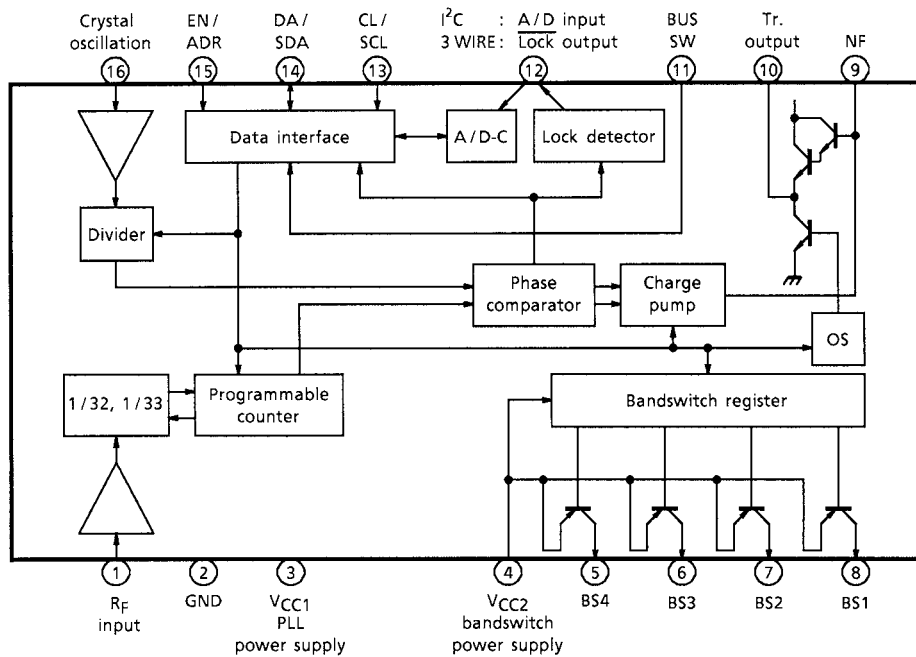 Crystal
oscillation
EN /
ADR
DA /
SDA
CL /
SCL
I²C : A/D input
3 WIRE : Lock output
BUS
SW
Tr.
output
NF
16
15
14
13
12
11
10
9
Data interface
A/D-C
Lock detector
Divider
Phase
comparator
Charge
pump
OS
1/32, 1/33
Programmable
counter
Bandswitch register
1
2
3
4
5
6
7
8
RF
input
GND
VCC1
PLL
power supply
VCC2
bandswitch
power supply
BS4
BS3
BS2
BS1